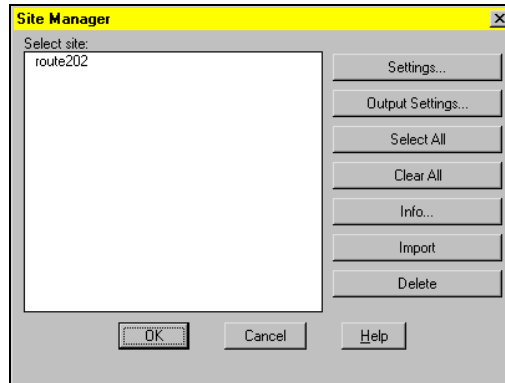 Site Manager
Select site:
route202
Settings...
Output Settings...
Select All
Clear All
Info...
Import
Delete
OK
Cancel
Help